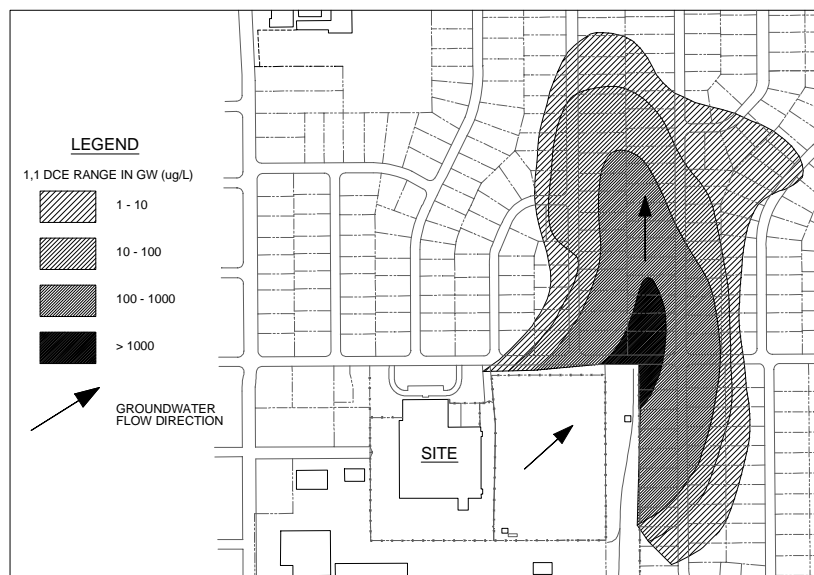 LEGEND
1,1 DCE RANGE IN GW (ug/L)
1 - 10
10 - 100
100 - 1000
> 1000
GROUNDWATER
FLOW DIRECTION
SITE